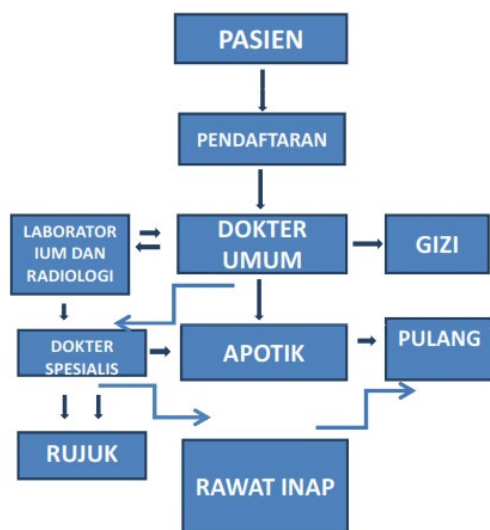 PASIEN
PENDAFTARAN
LABORATOR
IUM DAN
RADIOLOGI
DOKTER
UMUM
GIZI
DOKTER
SPESIALIS
APOTIK
PULANG
RUJUK
RAWAT INAP